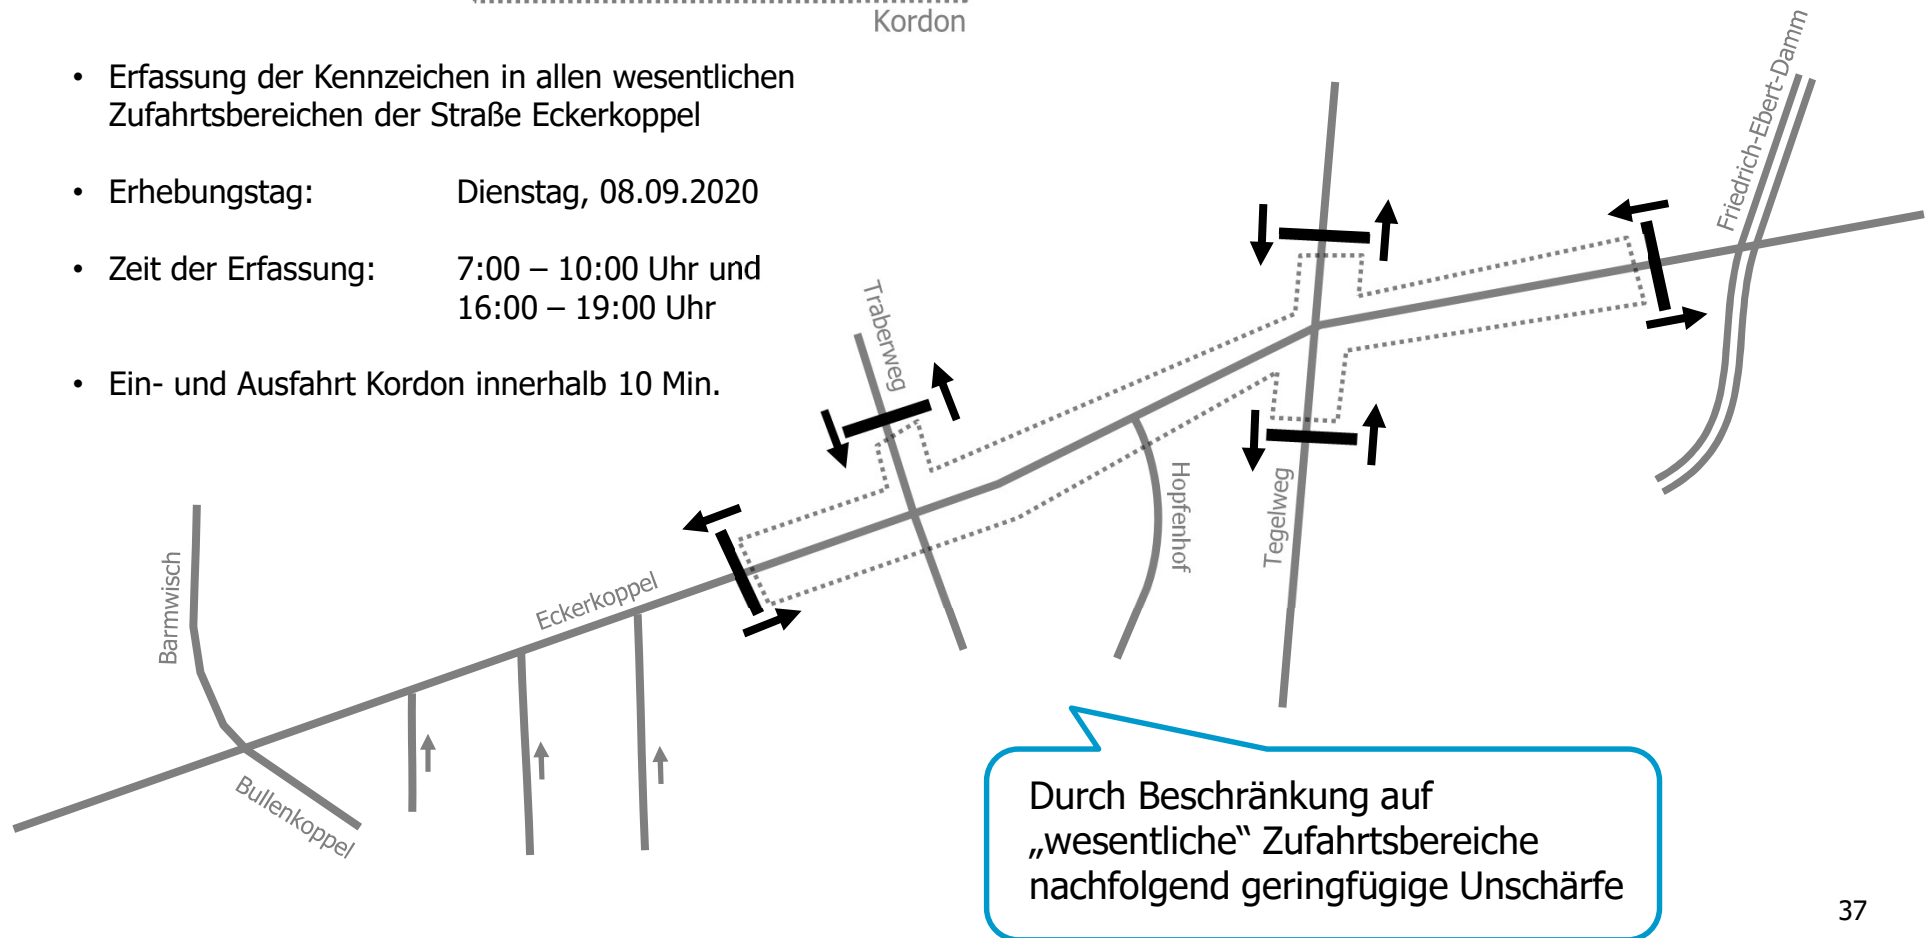 Kordon
• Erfassung der Kennzeichen in allen wesentlichen
Zufahrtsbereichen der Straße Eckerkoppel
• Erhebungstag: Dienstag, 08.09.2020
• Zeit der Erfassung: 7:00 – 10:00 Uhr und
16:00 – 19:00 Uhr
• Ein- und Ausfahrt Kordon innerhalb 10 Min.
Friedrich-Ebert-Damm
Traberweg
Hopfenhof
Tegelweg
Barmwisch
Eckerkoppel
Bullenkoppel
Durch Beschränkung auf
„wesentliche“ Zufahrtsbereiche
nachfolgend geringfügige Unschärfe
37